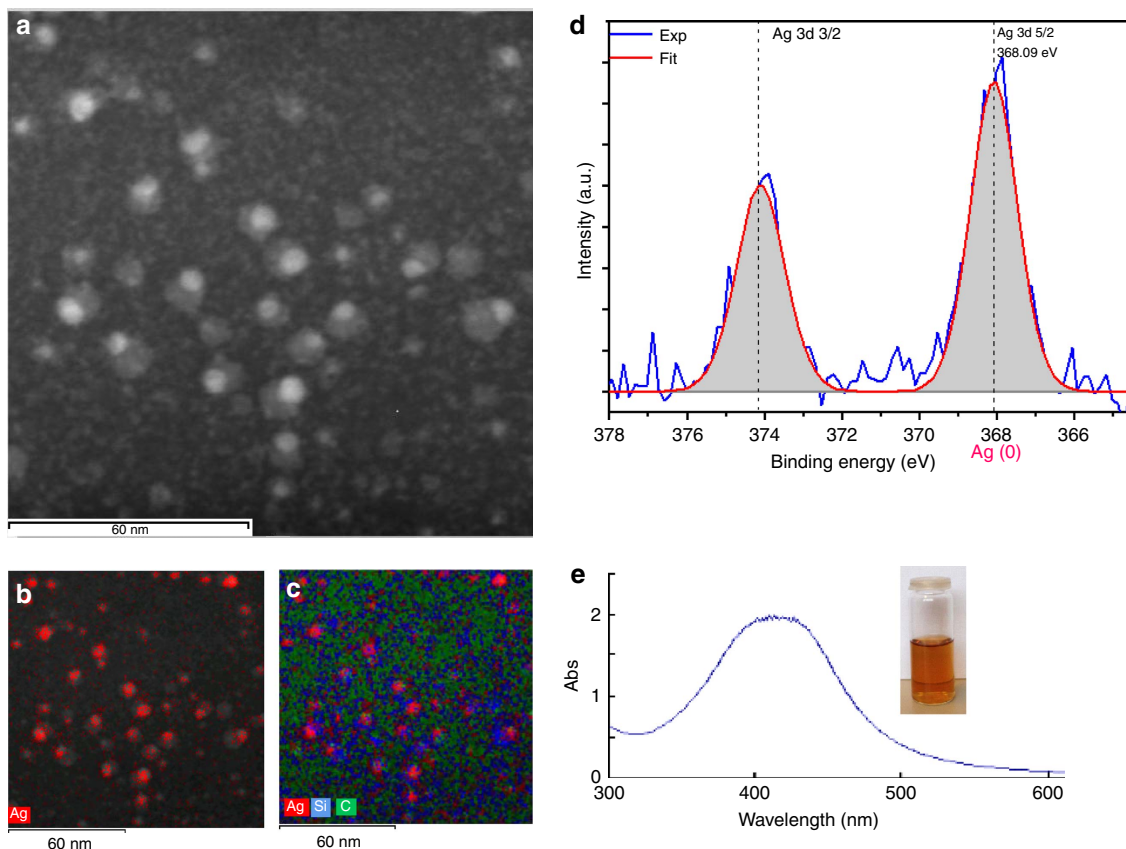 a
60 nm
b
Ag
60 nm
c
Ag Si C
60 nm
d
Exp
Fit
Ag 3d 3/2
Ag 3d 5/2
368.09 eV
Intensity (a.u.)
378 376 374 372 370 368 366
Binding energy (eV)
Ag (0)
e
Abs
2
1
0
300 400 500 600
Wavelength (nm)